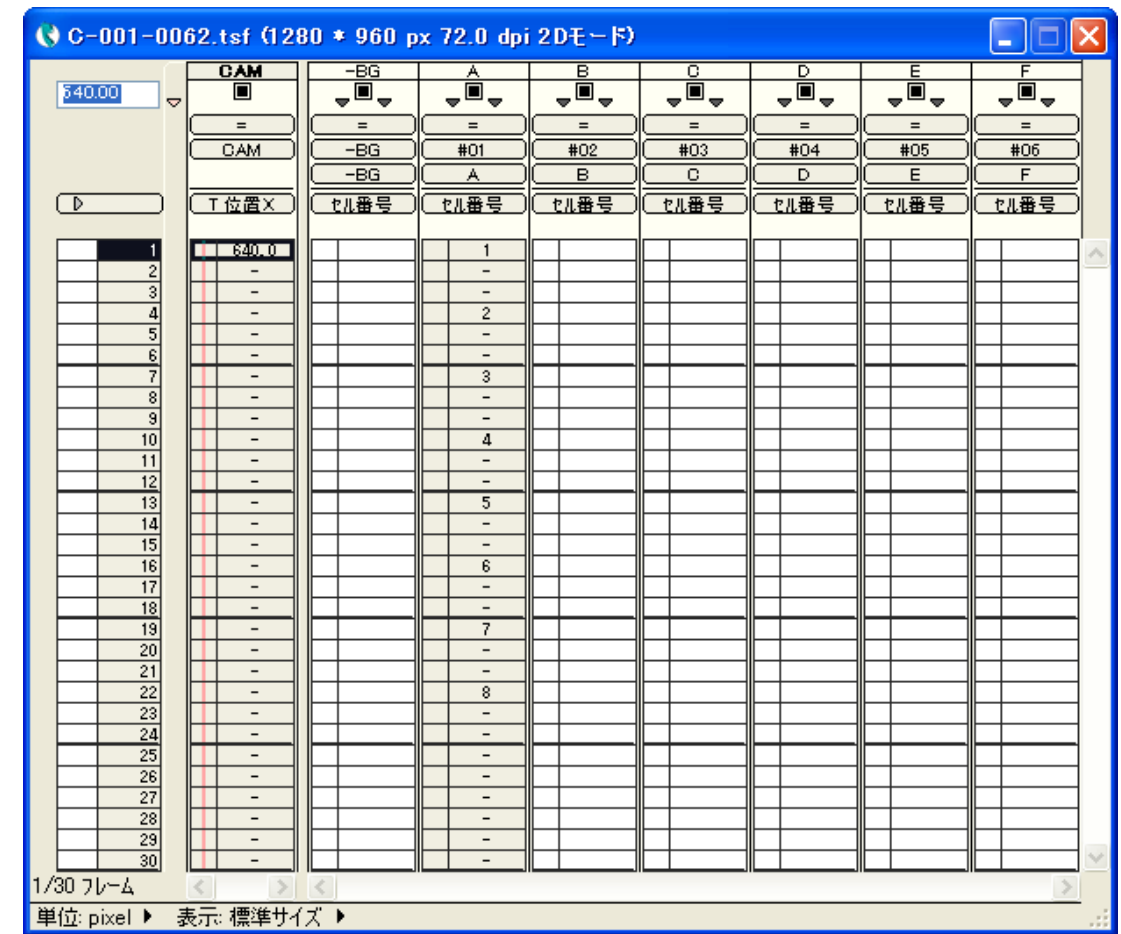 C-001-0062.tsf (1280 * 960 px 72.0 dpi 2Dモード)
CAM -BG A B C D E F
640.00
= = = = = = = =
CAM -BG #01 #02 #03 #04 #05 #06
-BG A B C D E F
T 位置X セル番号 セル番号 セル番号 セル番号 セル番号 セル番号 セル番号
1 640.0 1
2 - -
3 - -
4 - 2
5 - -
6 - -
7 - 3
8 - -
9 - -
10 - 4
11 - -
12 - -
13 - 5
14 - -
15 - -
16 - 6
17 - -
18 - -
19 - 7
20 - -
21 - -
22 - 8
23 - -
24 - -
25 - -
26 - -
27 - -
28 - -
29 - -
30 - -
1/30 フレーム
単位: pixel 表示: 標準サイズ